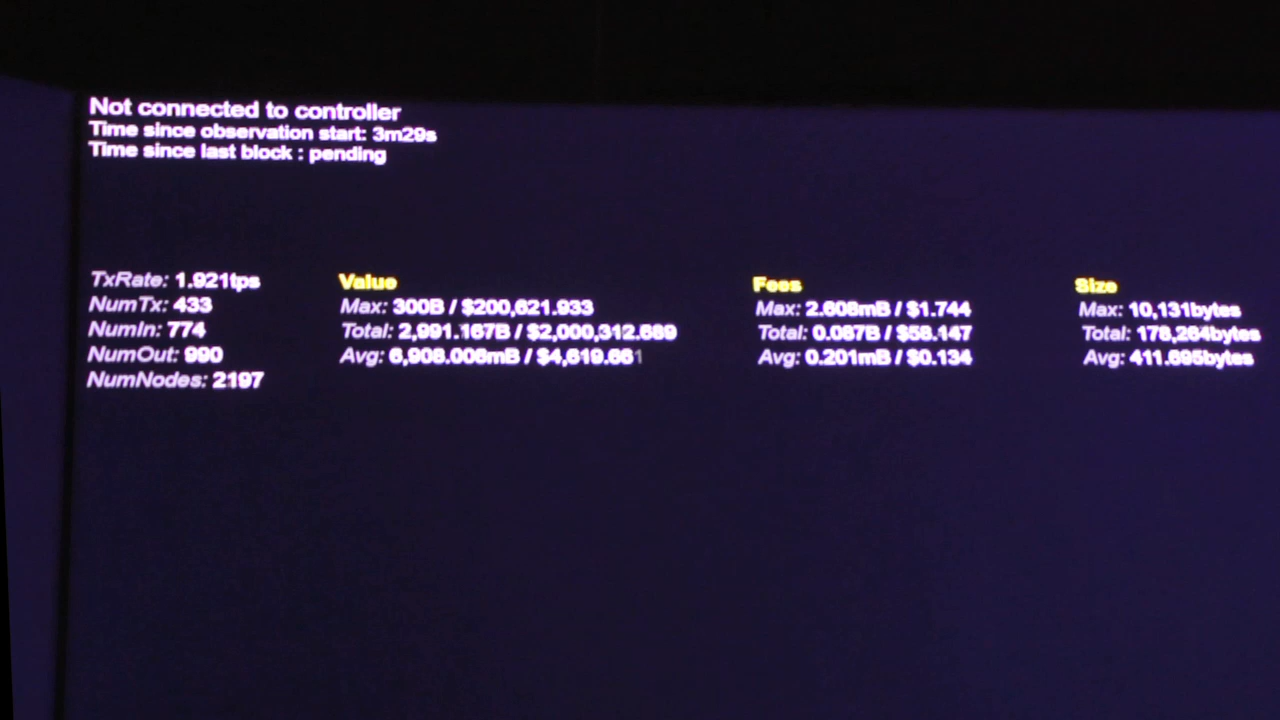 Not connected to controller
Time since observation start: 3m29s
Time since last block : pending
TxRate: 1.921tps
NumTx: 433
NumIn: 774
NumOut: 990
NumNodes: 2197
Value
Max: 300B / $200,621.933
Total: 2,991.167B / $2,000,312.689
Avg: 6,908.006mB / $4,619.661
Fees
Max: 2.608mB / $1.744
Total: 0.087B / $58.147
Avg: 0.201mB / $0.134
Size
Max: 10,131bytes
Total: 178,264bytes
Avg: 411.695bytes